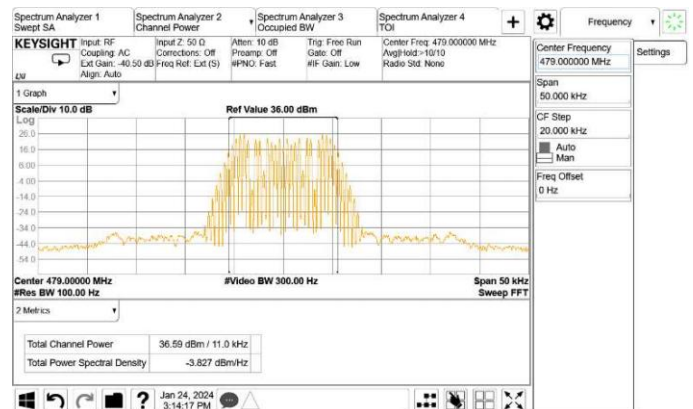 Spectrum Analyzer 1
Swept SA
Spectrum Analyzer 2
Channel Power
Spectrum Analyzer 3
Occupied BW
Spectrum Analyzer 4
TOI
+
Frequency
KEYSIGHT
Input: RF
Coupling: AC
Ext Gain: -40.50 dB
Align: Auto
Input Z: 50 Ω
Corrections: Off
Freq Ref: Ext (S)
Atten: 10 dB
Preamp: Off
#PNO: Fast
Trig: Free Run
Gate: Off
#IF Gain: Low
Center Freq: 479.000000 MHz
Avg|Hold:>10/10
Radio Std: None
Center Frequency
479.000000 MHz
Settings
Span
50.000 kHz
CF Step
20.000 kHz
Auto
Man
Freq Offset
0 Hz
1 Graph
Scale/Div 10.0 dB
Ref Value 36.00 dBm
Log
26.0
16.0
6.00
-4.00
-14.0
-24.0
-34.0
-44.0
-54.0
Center 479.00000 MHz
#Video BW 300.00 Hz
Span 50 kHz
#Res BW 100.00 Hz
Sweep FFT
2 Metrics
Total Channel Power 36.59 dBm / 11.0 kHz
Total Power Spectral Density -3.827 dBm/Hz
?
Jan 24, 2024
3:14:17 PM